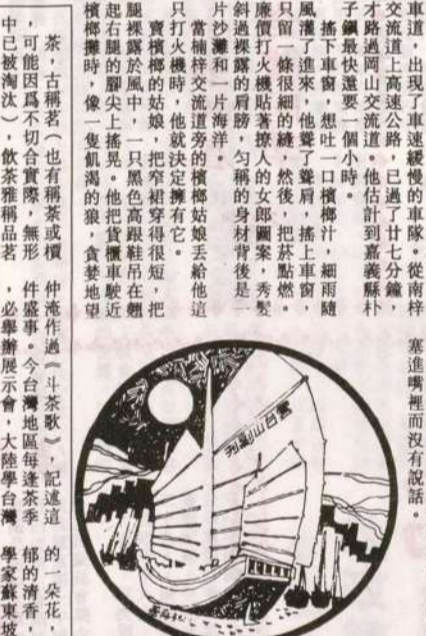 塞進嘴裡而沒有說話。
車道,出現了車速緩慢的車隊。從南梓
交流道上高速公路,已過了廿七分鐘,
才路過岡山交流道。他估計到嘉義縣朴
子鎮最快還要一個小時。
搖下車窗,想吐一口檳榔汁,細雨隨
風灌了進來,他聳了聳肩,搖上車窗,
只留一條很細的縫,然後,把菸點燃。
廉價打火機貼著撩人的女郎圖案,秀髮
斜過裸露的肩膀,勻稱的身材背後是一
片沙灘和一片海洋。
當楠梓交流道旁的檳榔姑娘丟給他這
只打火機時,他就決定擁有它。
賣檳榔的姑娘,把窄裙穿得很短,把
腿裸露於風中,一只黑色高跟鞋吊在翹
起右腿的腳尖上搖晃。他把貨櫃車駛近
檳榔攤時,像一隻飢渴的狼,貪婪地望
雲台山副刊
的一朵花,
郁的清香,
學家蘇東坡
仲淹作過︵斗茶歌︶,記述這
件盛事。今台灣地區每逢茶季
,必舉辦展示會,大陸學台灣
茶,古稱茗(也有稱荼或檟
,可能因爲不切合實際,無形
中已被淘汰),飲茶雅稱品茗